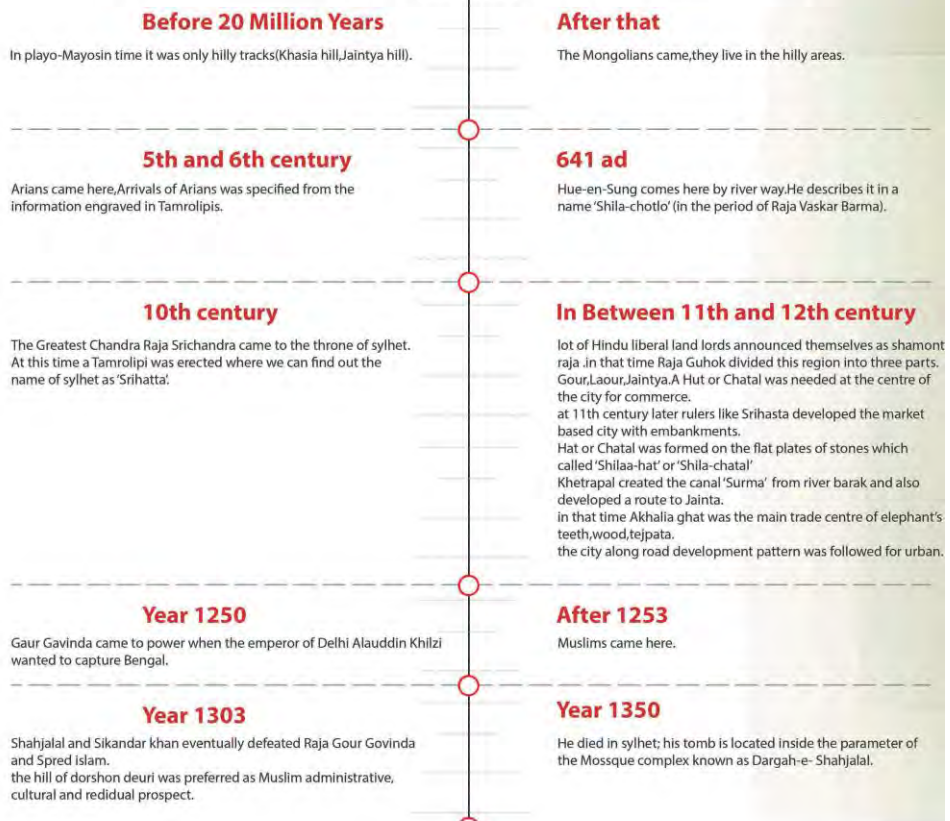 Before 20 Million Years
In playo-Mayosin time it was only hilly tracks(Khasia hill,Jaintya hill).
After that
The Mongolians came,they live in the hilly areas.
5th and 6th century
Arians came here,Arrivals of Arians was specified from the
information engraved in Tamrolipis.
641 ad
Hue-en-Sung comes here by river way.He describes it in a
name 'Shila-chotlo' (in the period of Raja Vaskar Barma).
10th century
The Greatest Chandra Raja Srichandra came to the throne of sylhet.
At this time a Tamrolipi was erected where we can find out the
name of sylhet as 'Srihatta'.
In Between 11th and 12th century
lot of Hindu liberal land lords announced themselves as shamont
raja .in that time Raja Guhok divided this region into three parts.
Gour,Laour,Jaintya.A Hut or Chatal was needed at the centre of
the city for commerce.
at 11th century later rulers like Srihasta developed the market
based city with embankments.
Hat or Chatal was formed on the flat plates of stones which
called 'Shilaa-hat' or 'Shila-chatal'
Khetrapal created the canal 'Surma' from river barak and also
developed a route to Jainta.
in that time Akhalia ghat was the main trade centre of elephant's
teeth,wood,tejpata.
the city along road development pattern was followed for urban.
Year 1250
Gaur Gavinda came to power when the emperor of Delhi Alauddin Khilzi
wanted to capture Bengal.
After 1253
Muslims came here.
Year 1303
Shahjalal and Sikandar khan eventually defeated Raja Gour Govinda
and Spred islam.
the hill of dorshon deuri was preferred as Muslim administrative,
cultural and redidual prospect.
Year 1350
He died in sylhet; his tomb is located inside the parameter of
the Mossque complex known as Dargah-e- Shahjalal.